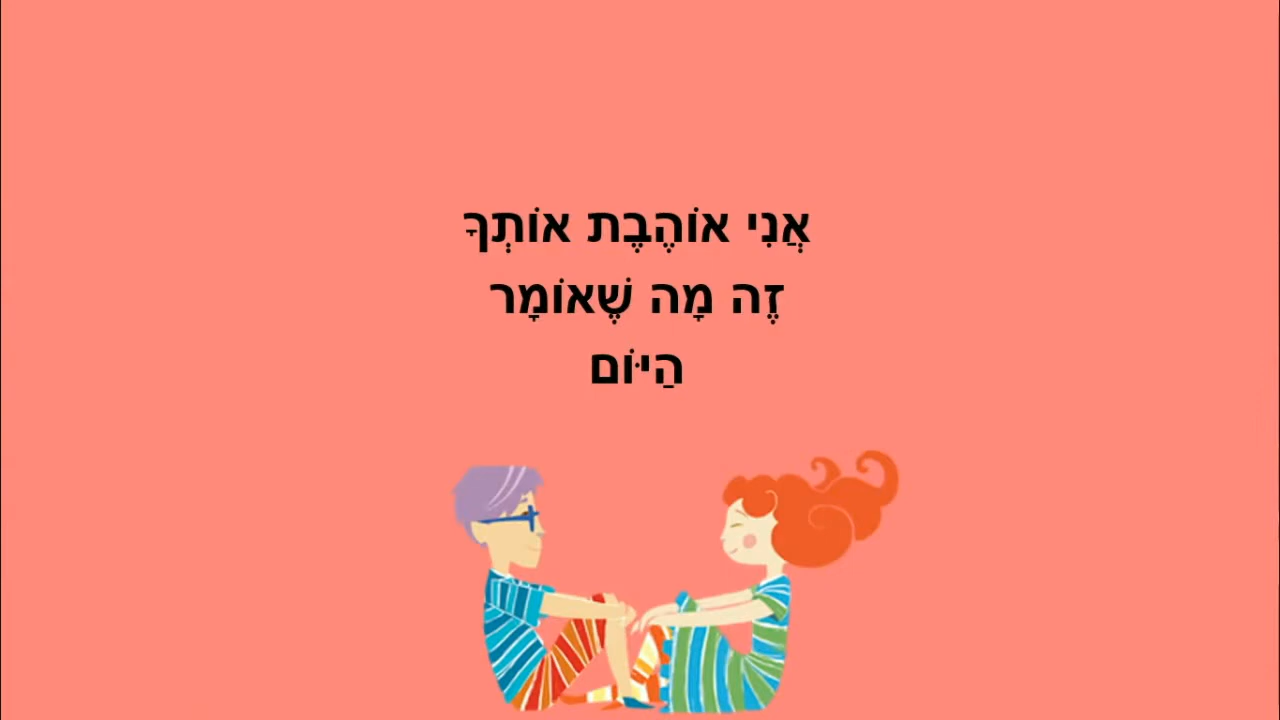 אֲנִי אוֹהֶבֶת אוֹתְךָ
זֶה מָה שֶׁאוֹמָר
הַיּוֹם